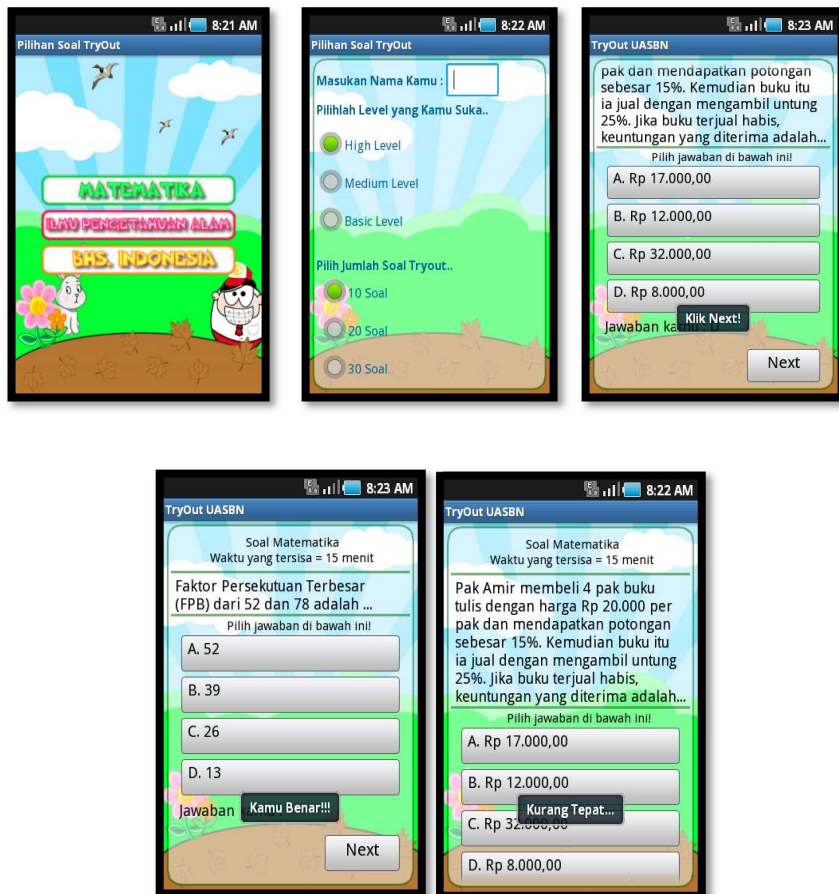 8:21 AM
Pilihan Soal TryOut
MATEMATIKA
ILMU PENGETAHUAN ALAM
BHS. INDONESIA
8:22 AM
Pilihan Soal TryOut
Masukan Nama Kamu :
Pilihlah Level yang Kamu Suka..
High Level
Medium Level
Basic Level
Pilih Jumlah Soal Tryout..
10 Soal
20 Soal
30 Soal
8:23 AM
TryOut UASBN
pak dan mendapatkan potongan
sebesar 15%. Kemudian buku itu
ia jual dengan mengambil untung
25%. Jika buku terjual habis,
keuntungan yang diterima adalah...
Pilih jawaban di bawah ini!
A. Rp 17.000,00
B. Rp 12.000,00
C. Rp 32.000,00
D. Rp 8.000,00
Klik Next!
Jawaban
Next
8:23 AM
TryOut UASBN
Soal Matematika
Waktu yang tersisa = 15 menit
Faktor Persekutuan Terbesar
(FPB) dari 52 dan 78 adalah ...
Pilih jawaban di bawah ini!
A. 52
B. 39
C. 26
D. 13
Jawaban
Kamu Benar!!!
Next
8:22 AM
TryOut UASBN
Soal Matematika
Waktu yang tersisa = 15 menit
Pak Amir membeli 4 pak buku
tulis dengan harga Rp 20.000 per
pak dan mendapatkan potongan
sebesar 15%. Kemudian buku itu
ia jual dengan mengambil untung
25%. Jika buku terjual habis,
keuntungan yang diterima adalah...
Pilih jawaban di bawah ini!
A. Rp 17.000,00
B. Rp 12.000,00
Kurang Tepat...
C. Rp 32.000,00
D. Rp 8.000,00